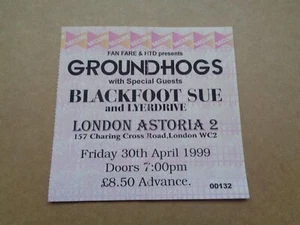 FAN FARE & HTD presents
GROUNDHOGS
with Special Guests
BLACKFOOT SUE
and LYERDRIVE
LONDON ASTORIA 2
157 Charing Cross Road,London WC2
Friday 30th April 1999
Doors 7:00pm
£8.50 Advance.
00132